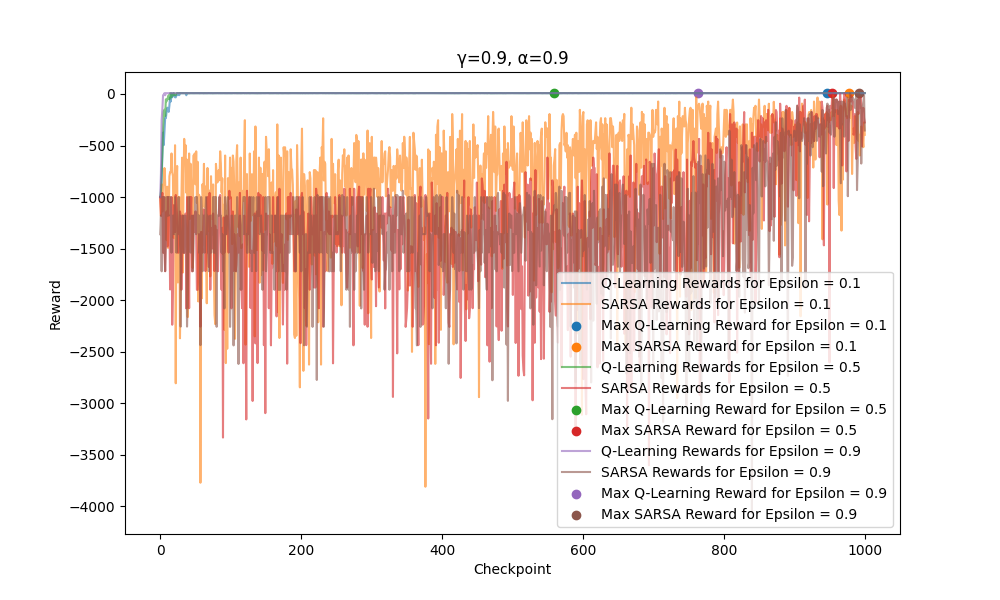 γ=0.9, α=0.9
0
−500
−1000
−1500
−2000
−2500
−3000
−3500
−4000
Reward
Q-Learning Rewards for Epsilon = 0.1
SARSA Rewards for Epsilon = 0.1
Max Q-Learning Reward for Epsilon = 0.1
Max SARSA Reward for Epsilon = 0.1
Q-Learning Rewards for Epsilon = 0.5
SARSA Rewards for Epsilon = 0.5
Max Q-Learning Reward for Epsilon = 0.5
Max SARSA Reward for Epsilon = 0.5
Q-Learning Rewards for Epsilon = 0.9
SARSA Rewards for Epsilon = 0.9
Max Q-Learning Reward for Epsilon = 0.9
Max SARSA Reward for Epsilon = 0.9
0 200 400 600 800 1000
Checkpoint